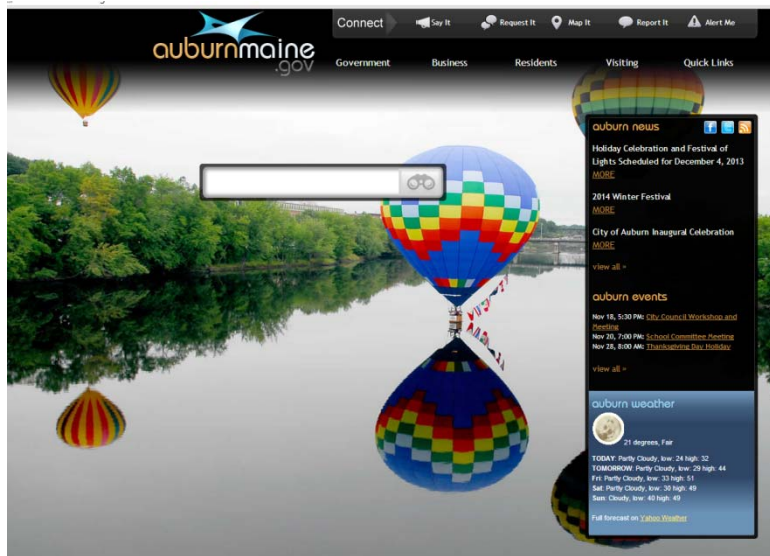 auburnmaine
.gov
Connect Say It Request It Map It Report It Alert Me
Government Business Residents Visiting Quick Links
auburn news
Holiday Celebration and Festival of
Lights Scheduled for December 4, 2013
MORE
2014 Winter Festival
MORE
City of Auburn Inaugural Celebration
MORE
view all »
auburn events
Nov 18, 5:30 PM: City Council Workshop and
Meeting
Nov 20, 7:00 PM: School Committee Meeting
Nov 28, 8:00 AM: Thanksgiving Day Holiday
view all »
auburn weather
21 degrees, Fair
TODAY: Partly Cloudy, low: 24 high: 32
TOMORROW: Partly Cloudy, low: 29 high: 44
Fri: Partly Cloudy, low: 33 high: 51
Sat: Partly Cloudy, low: 38 high: 49
Sun: Cloudy, low: 40 high: 49
Full forecast on Yahoo Weather